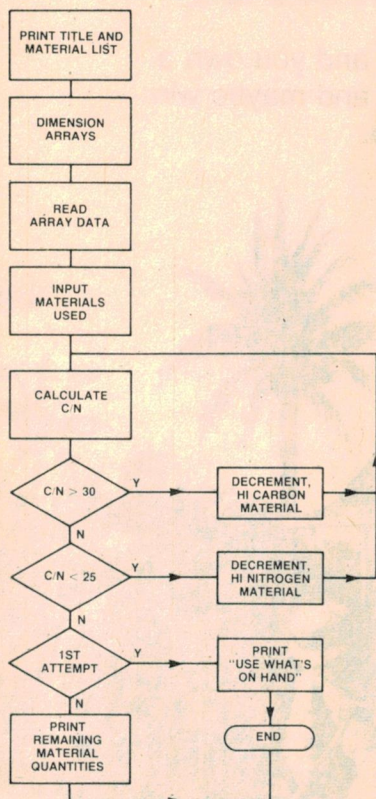 PRINT TITLE AND
MATERIAL LIST
DIMENSION
ARRAYS
READ
ARRAY DATA
INPUT
MATERIALS
USED
CALCULATE
C/N
C/N > 30
Y
DECREMENT,
HI CARBON
MATERIAL
N
C/N < 25
Y
DECREMENT,
HI NITROGEN
MATERIAL
N
1ST
ATTEMPT
Y
PRINT
"USE WHAT'S
ON HAND"
N
PRINT
REMAINING
MATERIAL
QUANTITIES
END